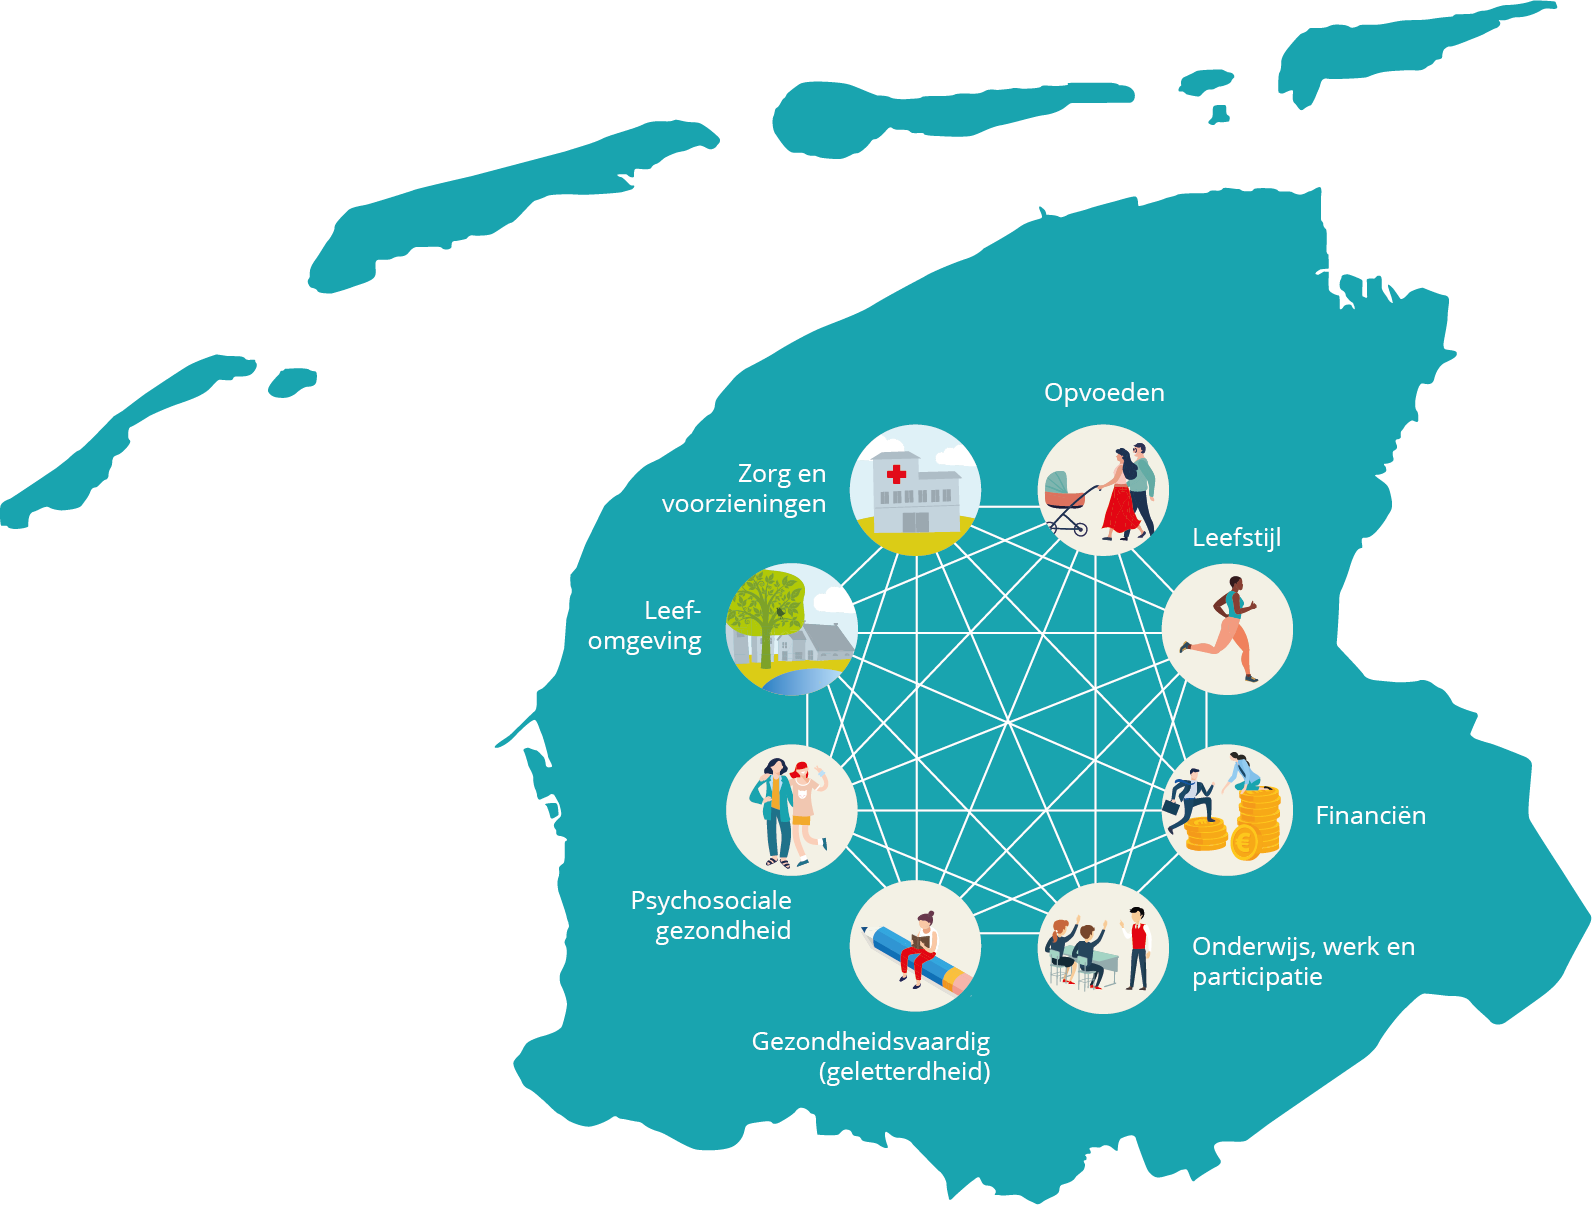 Opvoeden
Zorg en
voorzieningen
Leefstijl
Leef-
omgeving
Financiën
Psychosociale
gezondheid
Onderwijs, werk en
participatie
Gezondheidsvaardig
(geletterdheid)